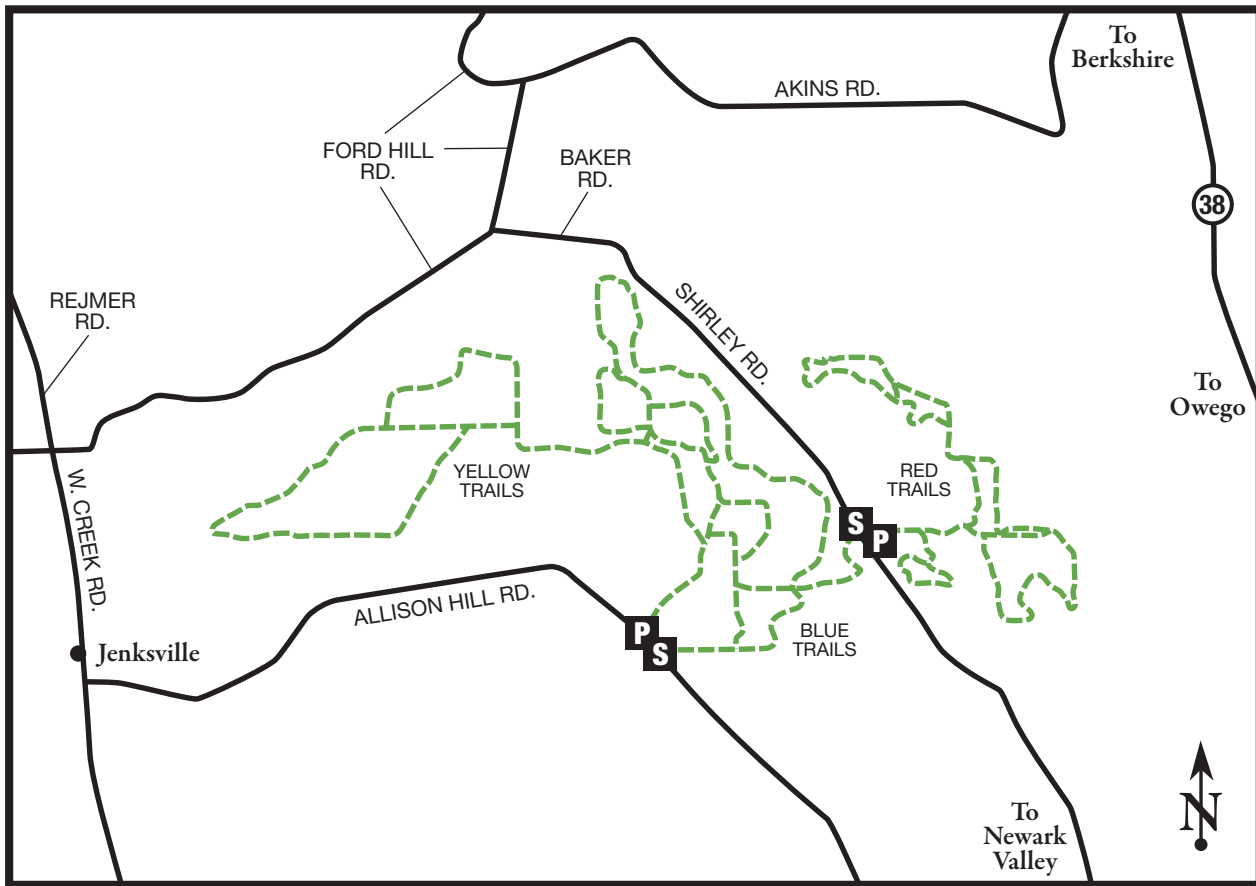 To
Berkshire
AKINS RD.
FORD HILL
RD.
BAKER
RD.
38
REJMER
RD.
SHIRLEY RD.
To
Owego
YELLOW
TRAILS
RED
TRAILS
W. CREEK RD.
S
P
ALLISON HILL RD.
P
S
BLUE
TRAILS
Jenksville
To
Newark
Valley
N